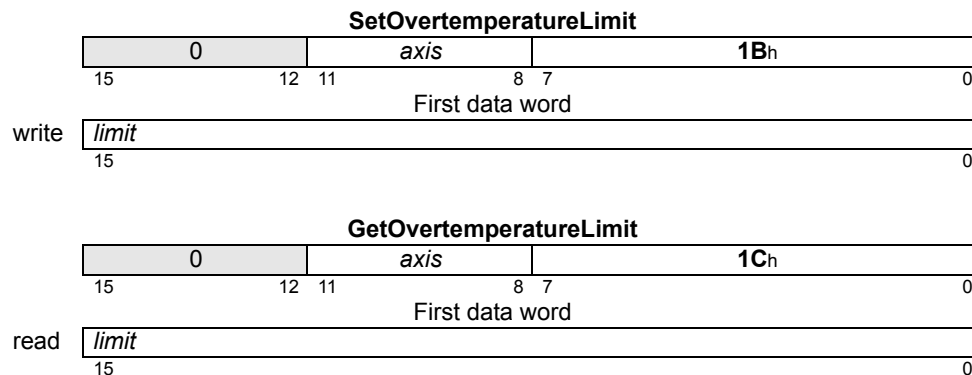 SetOvertemperatureLimit
0 axis 1Bh
15 12 11 8 7 0
First data word
write limit
15 0
GetOvertemperatureLimit
0 axis 1Ch
15 12 11 8 7 0
First data word
read limit
15 0